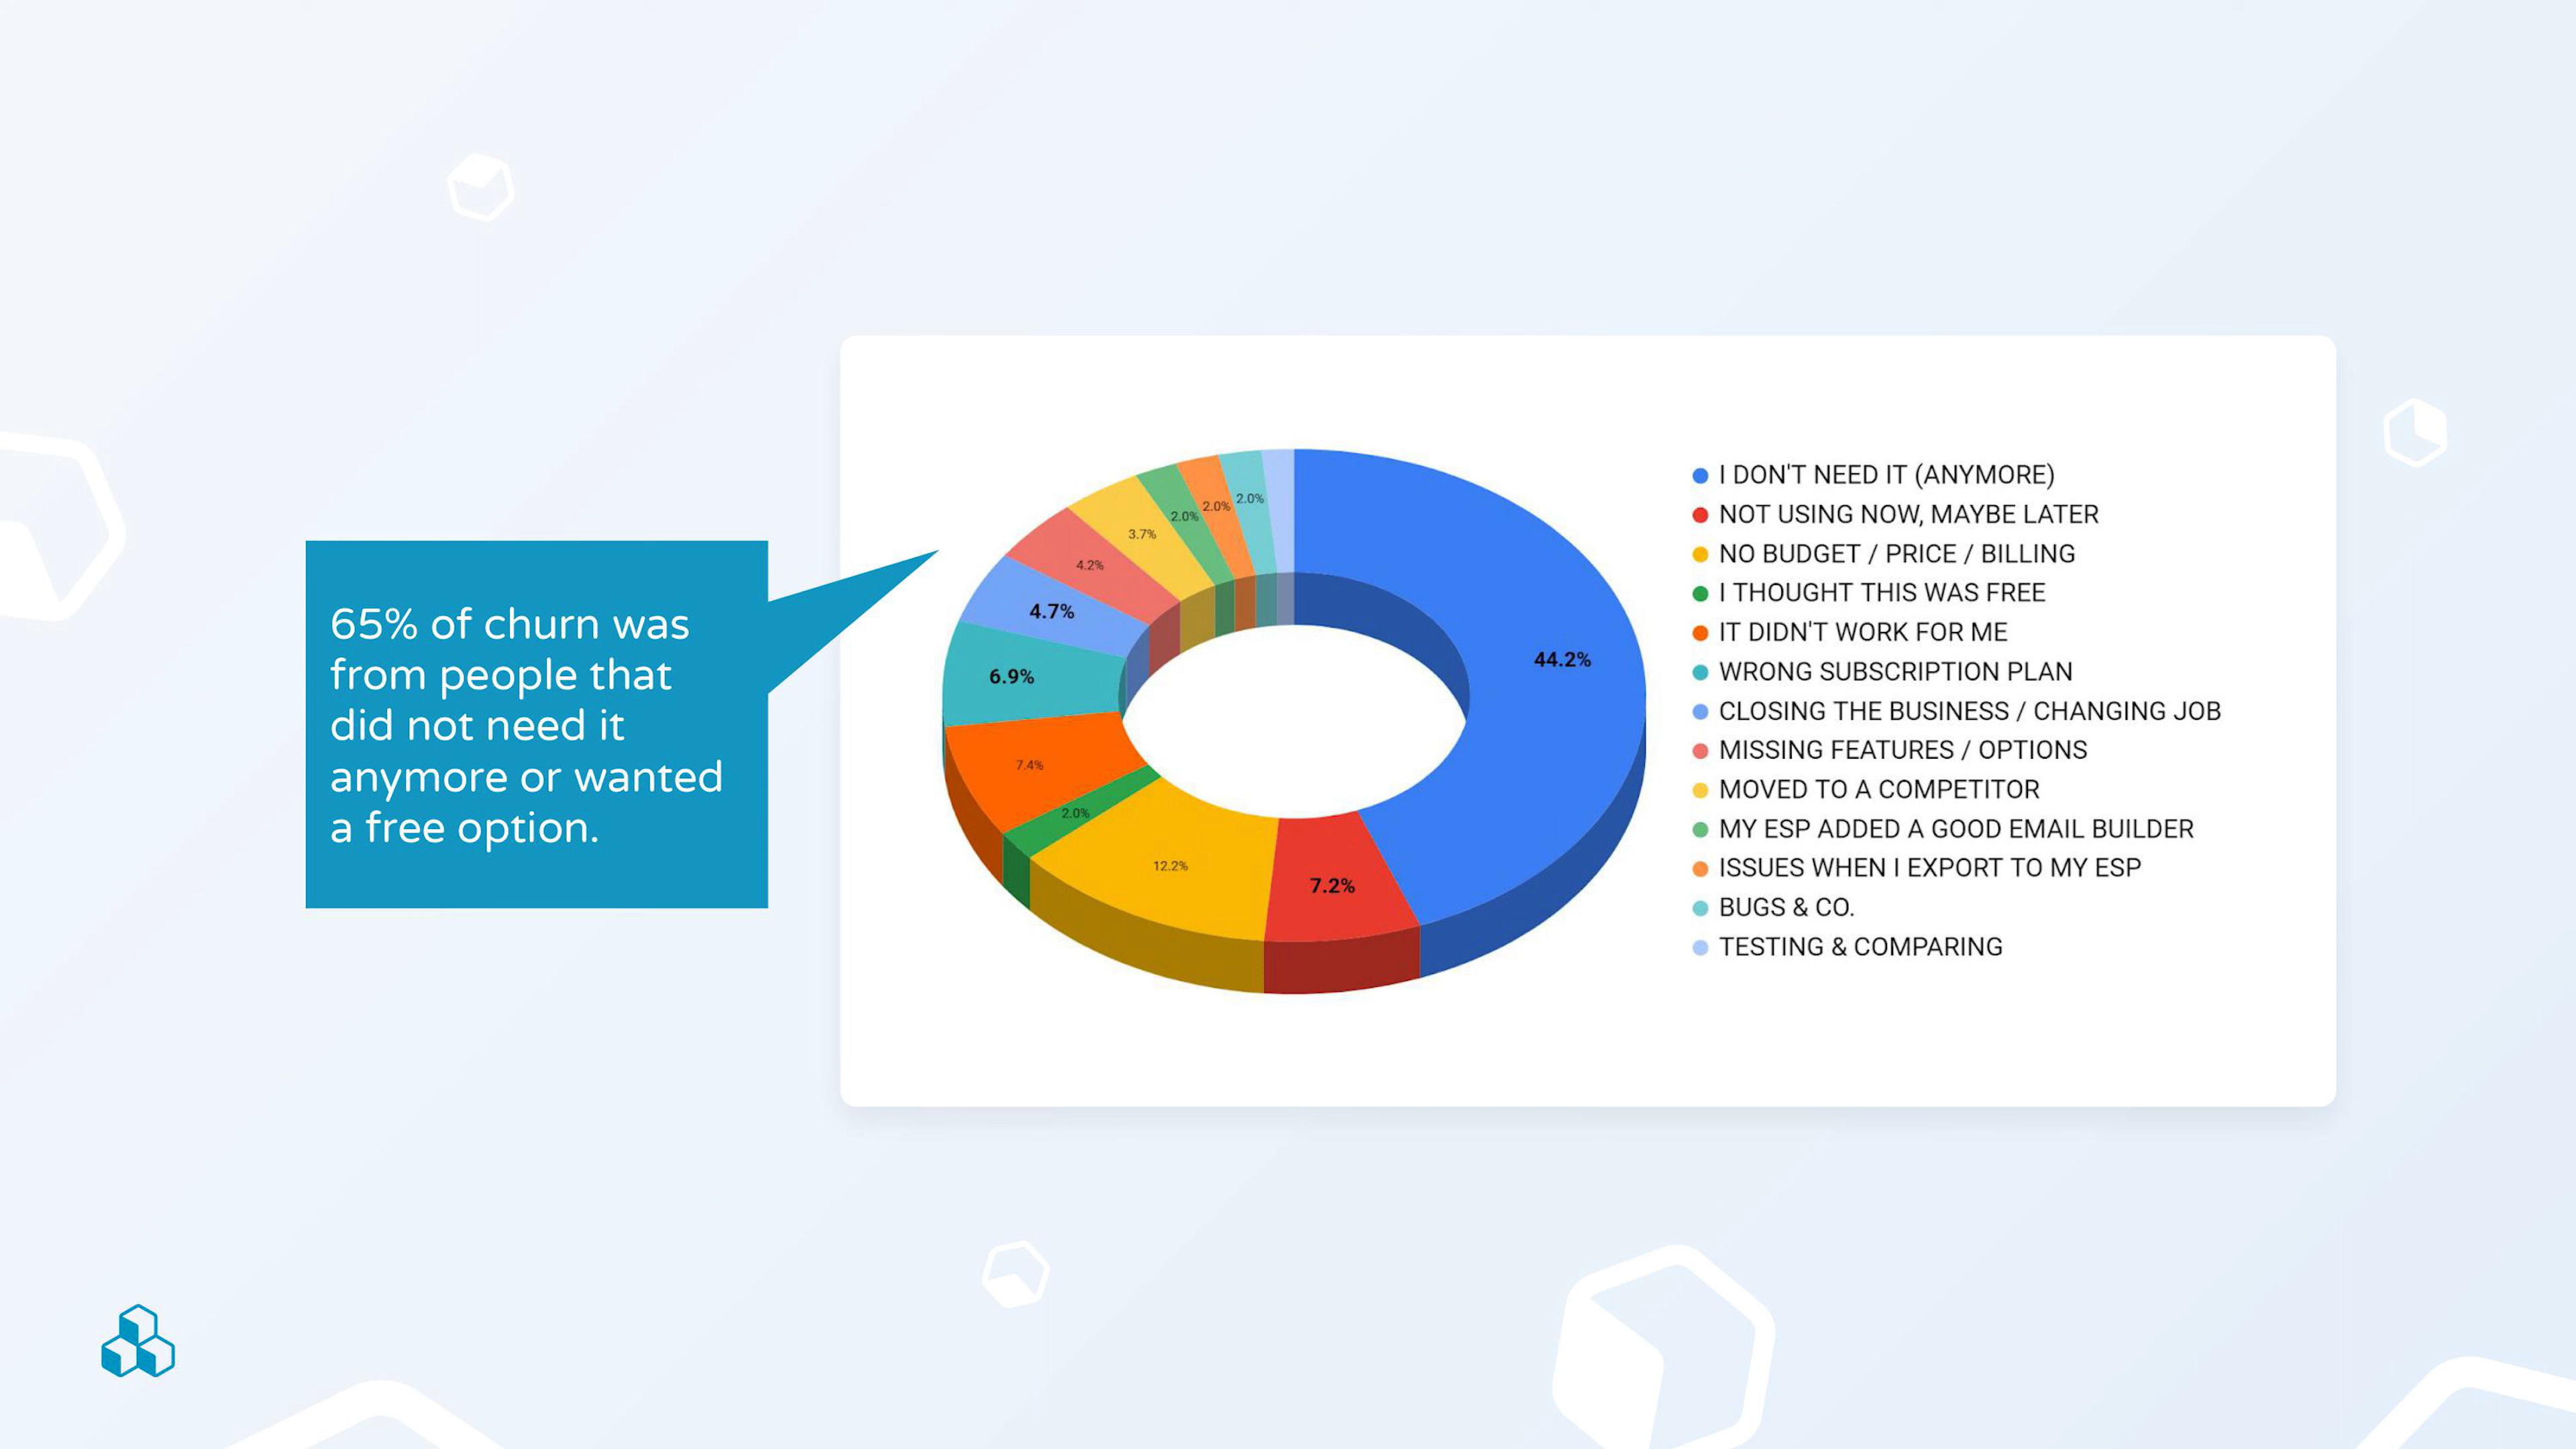 65% of churn was
from people that
did not need it
anymore or wanted
a free option.
2.0%
2.0%
2.0%
3.7%
4.2%
4.7%
6.9%
7.4%
2.0%
12.2%
7.2%
44.2%
I DON'T NEED IT (ANYMORE)
NOT USING NOW, MAYBE LATER
NO BUDGET / PRICE / BILLING
I THOUGHT THIS WAS FREE
IT DIDN'T WORK FOR ME
WRONG SUBSCRIPTION PLAN
CLOSING THE BUSINESS / CHANGING JOB
MISSING FEATURES / OPTIONS
MOVED TO A COMPETITOR
MY ESP ADDED A GOOD EMAIL BUILDER
ISSUES WHEN I EXPORT TO MY ESP
BUGS & CO.
TESTING & COMPARING